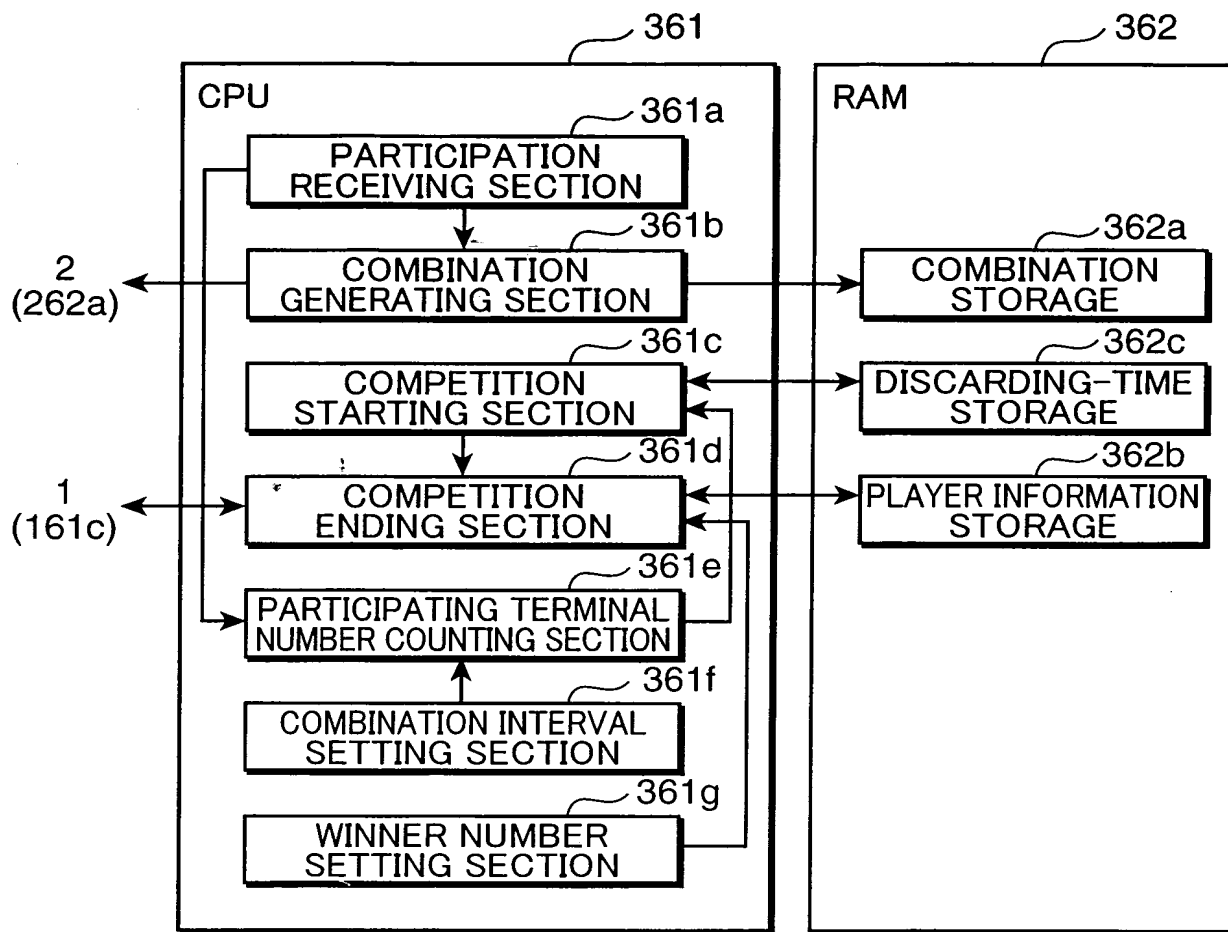 361
362
CPU
RAM
361a
PARTICIPATION
RECEIVING SECTION
361b
2
(262a)
COMBINATION
GENERATING SECTION
362a
COMBINATION
STORAGE
361c
COMPETITION
STARTING SECTION
362c
DISCARDING-TIME
STORAGE
361d
1
(161c)
COMPETITION
ENDING SECTION
362b
PLAYER INFORMATION
STORAGE
361e
PARTICIPATING TERMINAL
NUMBER COUNTING SECTION
361f
COMBINATION INTERVAL
SETTING SECTION
361g
WINNER NUMBER
SETTING SECTION